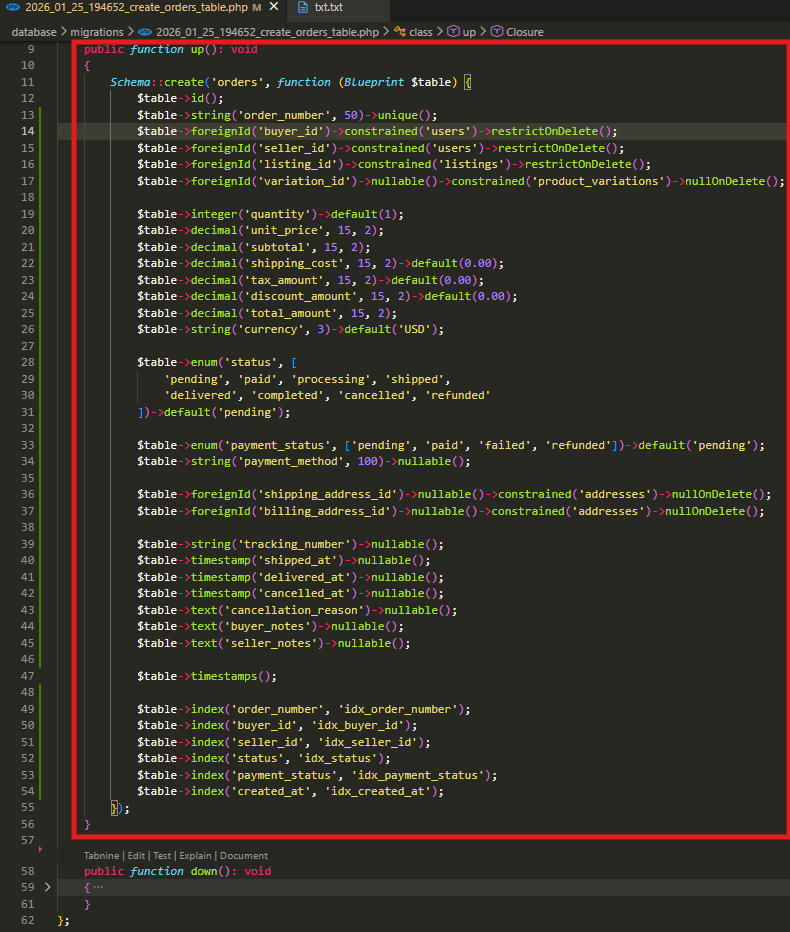 2026_01_25_194652_create_orders_table.php M × txt.txt
database > migrations > 2026_01_25_194652_create_orders_table.php > class > up > Closure
9 public function up(): void
10 {
11 Schema::create('orders', function (Blueprint $table) {
12 $table->id();
13 $table->string('order_number', 50)->unique();
14 $table->foreignId('buyer_id')->constrained('users')->restrictOnDelete();
15 $table->foreignId('seller_id')->constrained('users')->restrictOnDelete();
16 $table->foreignId('listing_id')->constrained('listings')->restrictOnDelete();
17 $table->foreignId('variation_id')->nullable()->constrained('product_variations')->nullOnDelete();
18
19 $table->integer('quantity')->default(1);
20 $table->decimal('unit_price', 15, 2);
21 $table->decimal('subtotal', 15, 2);
22 $table->decimal('shipping_cost', 15, 2)->default(0.00);
23 $table->decimal('tax_amount', 15, 2)->default(0.00);
24 $table->decimal('discount_amount', 15, 2)->default(0.00);
25 $table->decimal('total_amount', 15, 2);
26 $table->string('currency', 3)->default('USD');
27
28 $table->enum('status', [
29 'pending', 'paid', 'processing', 'shipped',
30 'delivered', 'completed', 'cancelled', 'refunded'
31 ])->default('pending');
32
33 $table->enum('payment_status', ['pending', 'paid', 'failed', 'refunded'])->default('pending');
34 $table->string('payment_method', 100)->nullable();
35
36 $table->foreignId('shipping_address_id')->nullable()->constrained('addresses')->nullOnDelete();
37 $table->foreignId('billing_address_id')->nullable()->constrained('addresses')->nullOnDelete();
38
39 $table->string('tracking_number')->nullable();
40 $table->timestamp('shipped_at')->nullable();
41 $table->timestamp('delivered_at')->nullable();
42 $table->timestamp('cancelled_at')->nullable();
43 $table->text('cancellation_reason')->nullable();
44 $table->text('buyer_notes')->nullable();
45 $table->text('seller_notes')->nullable();
46
47 $table->timestamps();
48
49 $table->index('order_number', 'idx_order_number');
50 $table->index('buyer_id', 'idx_buyer_id');
51 $table->index('seller_id', 'idx_seller_id');
52 $table->index('status', 'idx_status');
53 $table->index('payment_status', 'idx_payment_status');
54 $table->index('created_at', 'idx_created_at');
55 });
56 }
57
Tabnine | Edit | Test | Explain | Document
58 public function down(): void
59 { ...
61 }
62 };